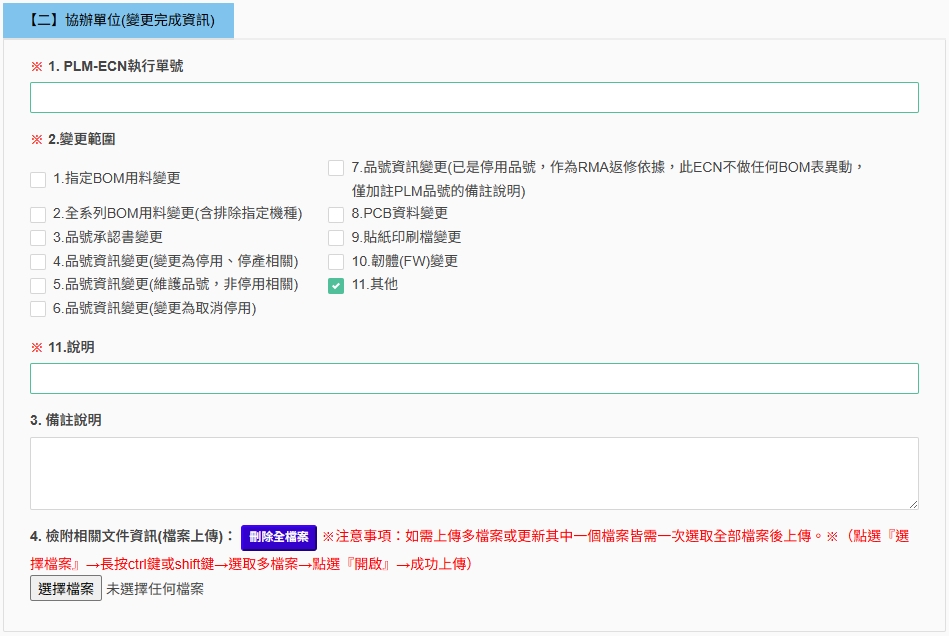 【二】協辦單位(變更完成資訊)
※ 1. PLM-ECN執行單號
※ 2.變更範圍
1.指定BOM用料變更
2.全系列BOM用料變更(含排除指定機種)
3.品號承認書變更
4.品號資訊變更(變更為停用、停產相關)
5.品號資訊變更(維護品號，非停用相關)
6.品號資訊變更(變更為取消停用)
7.品號資訊變更(已是停用品號，作為RMA返修依據，此ECN不做任何BOM表異動，
僅加註PLM品號的備註說明)
8.PCB資料變更
9.貼紙印刷檔變更
10.韌體(FW)變更
11.其他
※ 11.說明
3. 備註說明
4. 檢附相關文件資訊(檔案上傳)： 刪除全檔案 ※注意事項：如需上傳多檔案或更新其中一個檔案皆需一次選取全部檔案後上傳。※（點選『選
擇檔案』→長按ctrl鍵或shift鍵→選取多檔案→點選『開啟』→成功上傳）
選擇檔案 未選擇任何檔案